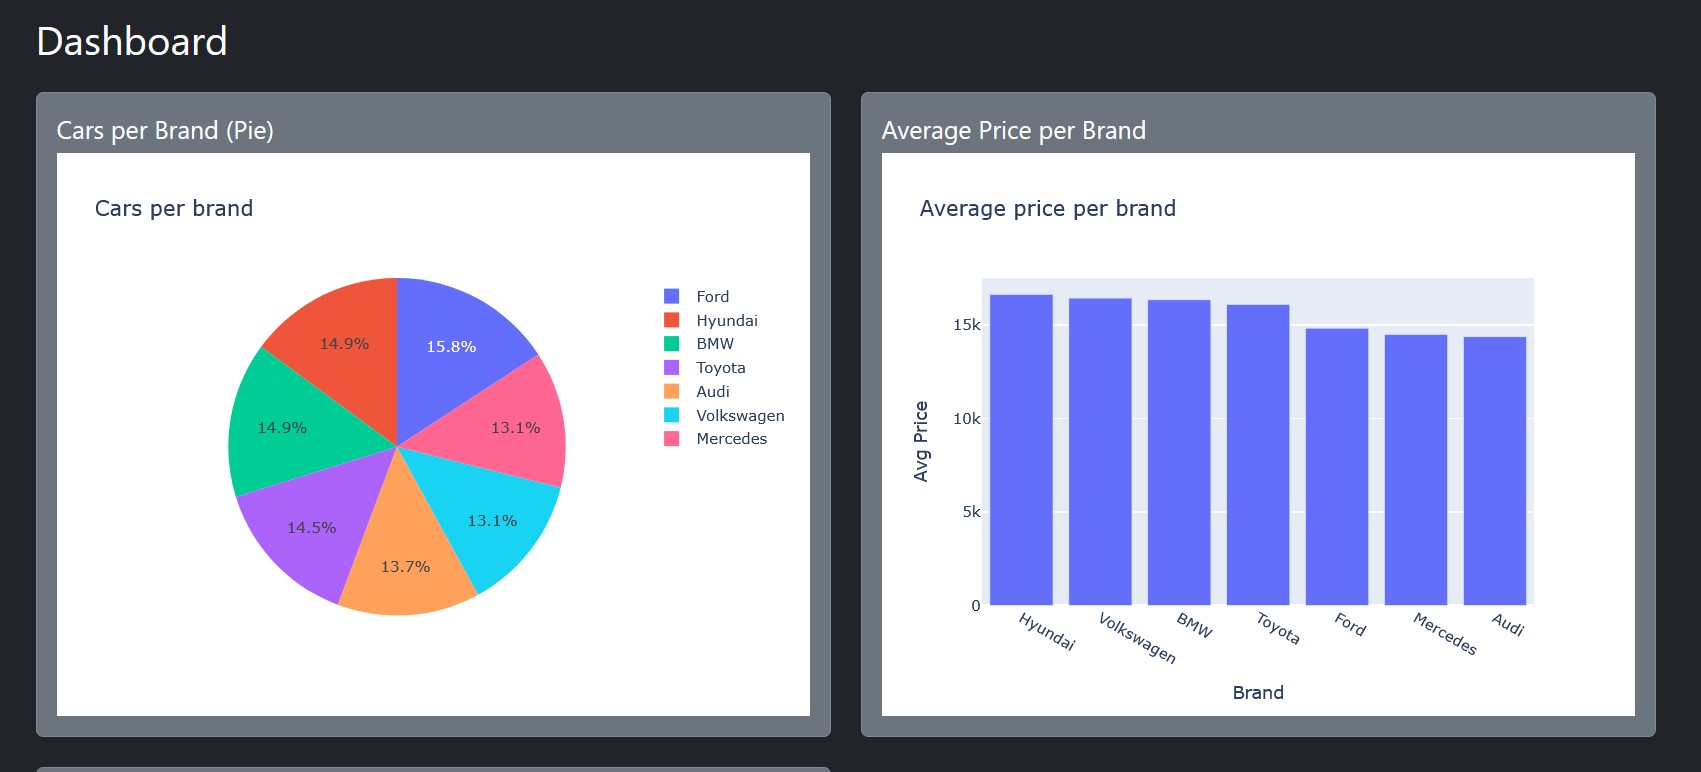 Dashboard
Cars per Brand (Pie)
Cars per brand
14.9%
15.8%
14.9%
13.1%
14.5%
13.1%
13.7%
Ford
Hyundai
BMW
Toyota
Audi
Volkswagen
Mercedes
Average Price per Brand
Average price per brand
15k
10k
5k
0
Avg Price
Hyundai
Volkswagen
BMW
Toyota
Ford
Mercedes
Audi
Brand